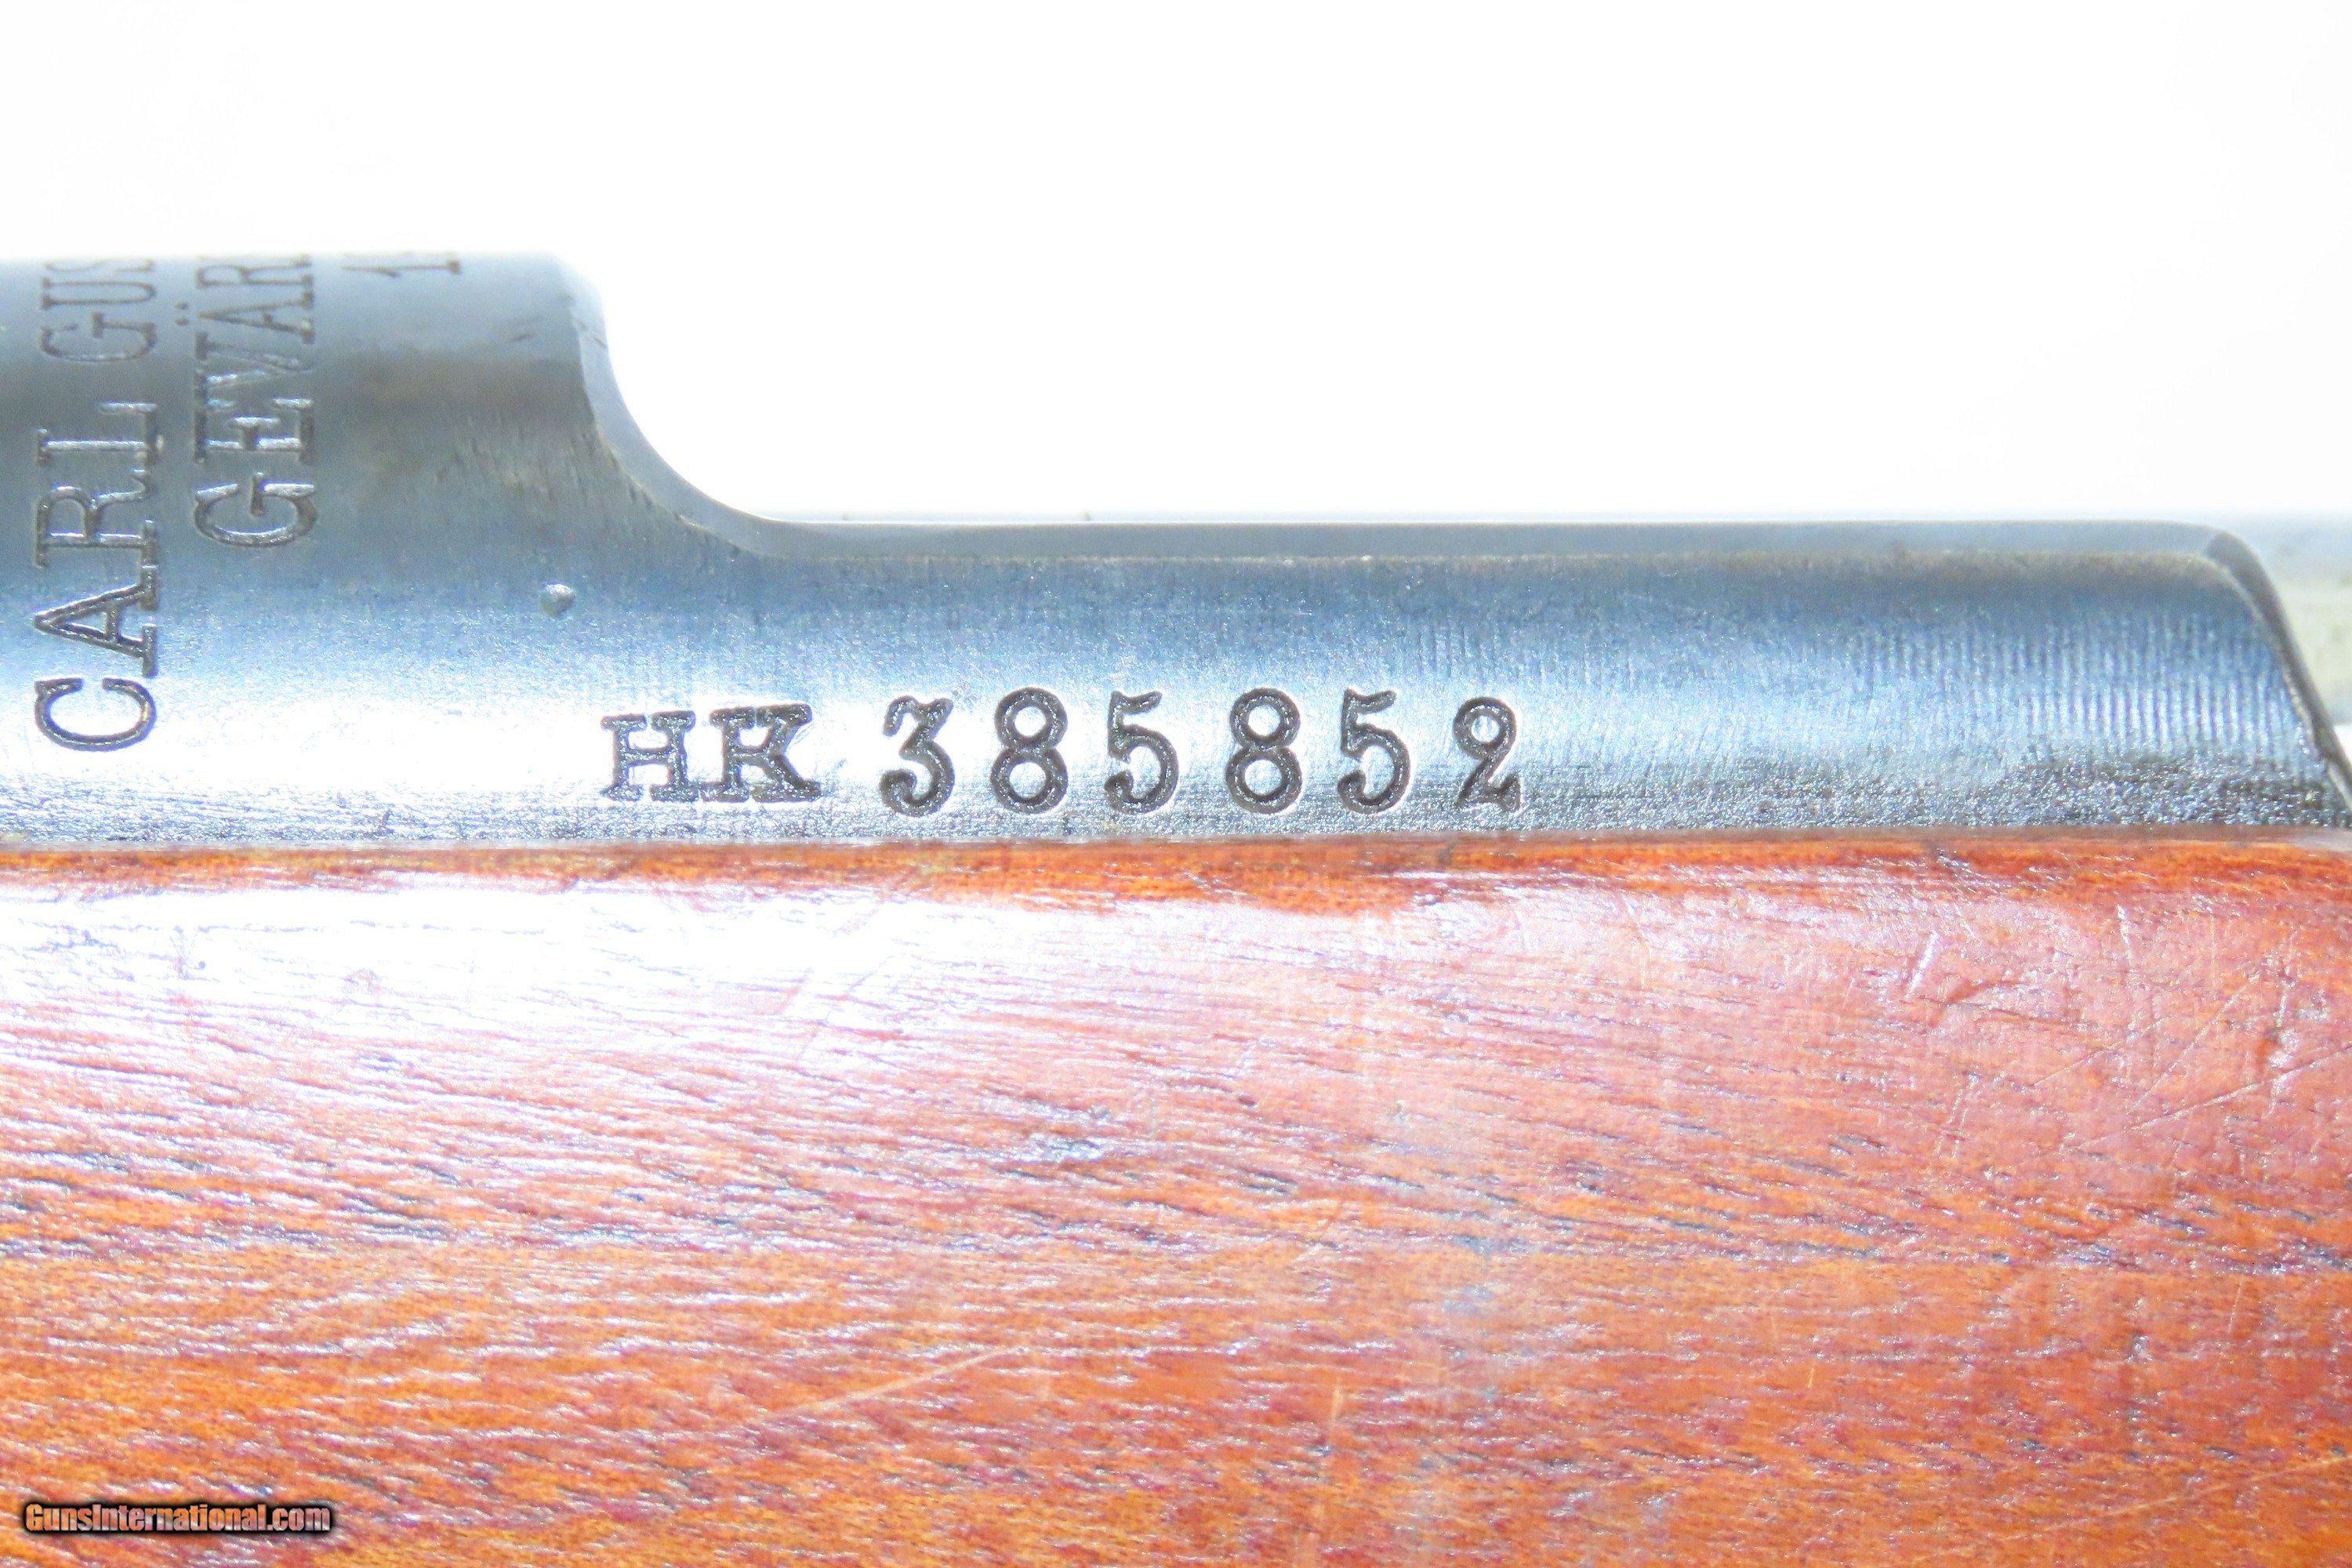 CARL GUS
GEVÄR
HK 385852
GunsInternational.com